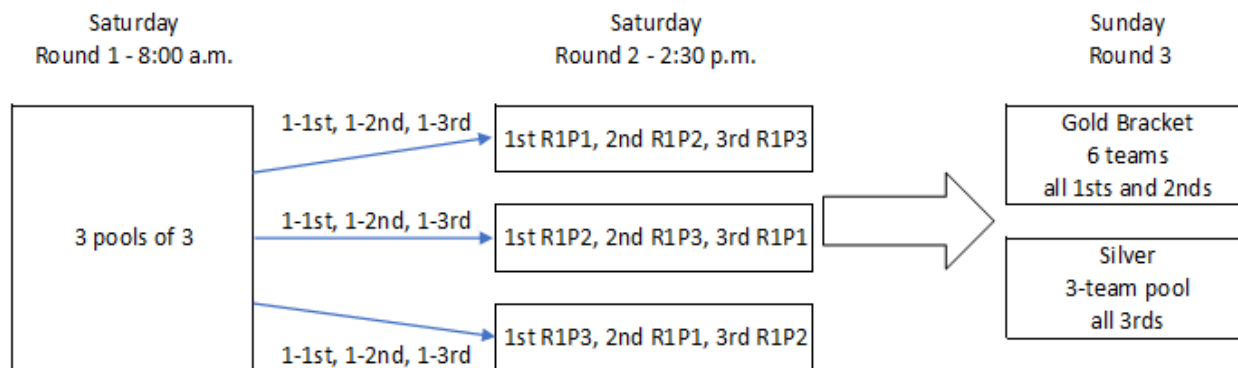 Saturday
Round 1 - 8:00 a.m.
Saturday
Round 2 - 2:30 p.m.
Sunday
Round 3
3 pools of 3
1-1st, 1-2nd, 1-3rd
1-1st, 1-2nd, 1-3rd
1-1st, 1-2nd, 1-3rd
1st R1P1, 2nd R1P2, 3rd R1P3
1st R1P2, 2nd R1P3, 3rd R1P1
1st R1P3, 2nd R1P1, 3rd R1P2
Gold Bracket
6 teams
all 1sts and 2nds
Silver
3-team pool
all 3rds